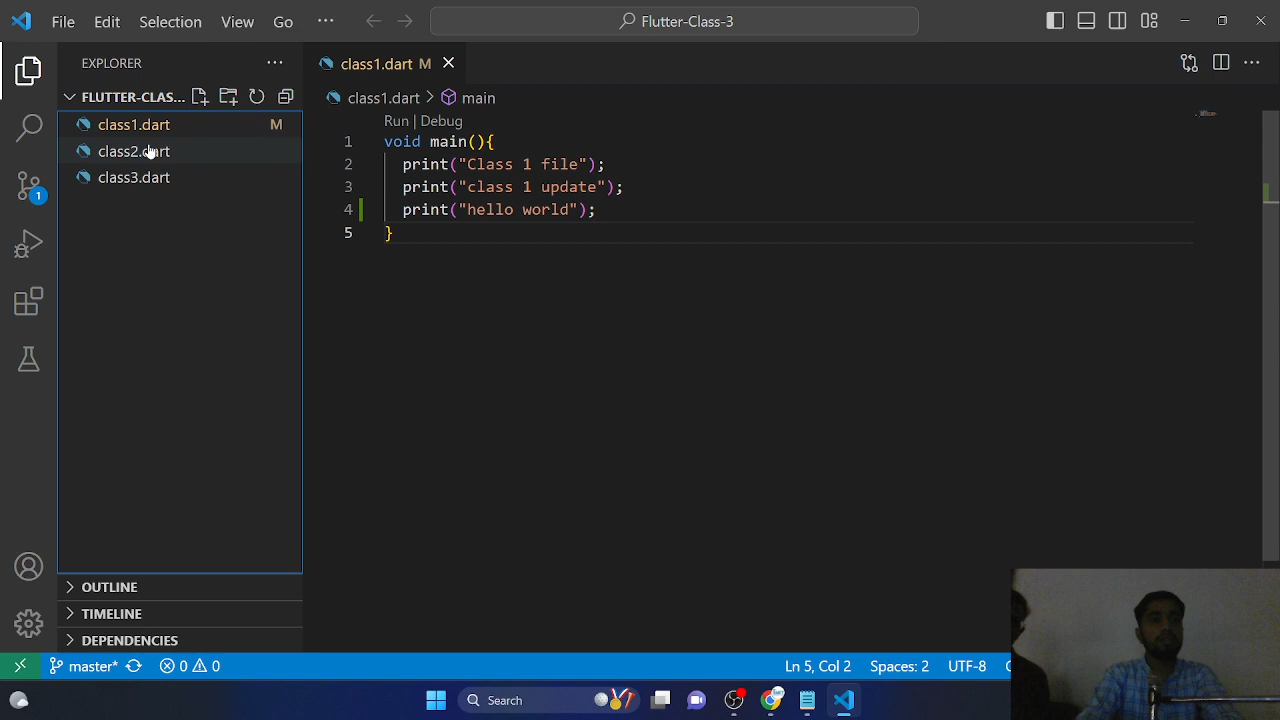 File Edit Selection View Go ··· Flutter-Class-3
EXPLORER ···
FLUTTER-CLAS...
class1.dart M
class2.dart
class3.dart
OUTLINE
TIMELINE
DEPENDENCIES
class1.dart M
class1.dart > main
Run | Debug
1 void main(){
2 print("Class 1 file");
3 print("class 1 update");
4 print("hello world");
5 }
1
master* 0 0 Ln 5, Col 2 Spaces: 2 UTF-8
Search